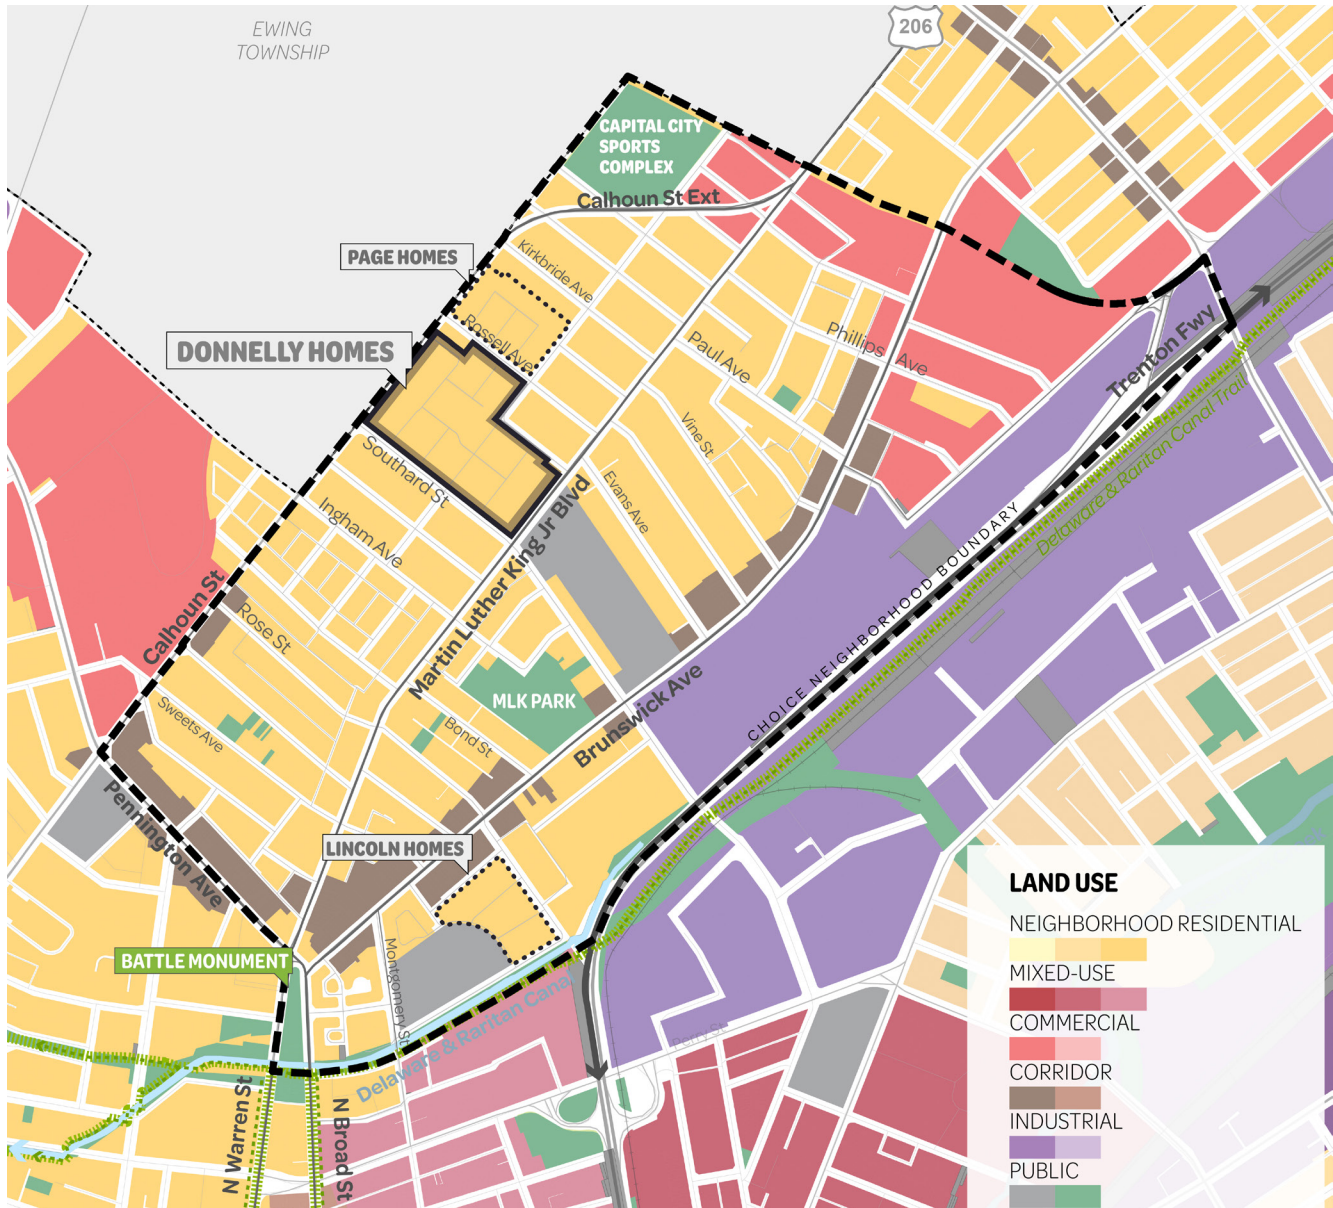 EWING
TOWNSHIP
206
CAPITAL CITY
SPORTS
COMPLEX
Calhoun St Ext
PAGE HOMES
Kirkbride Ave
Rossell Ave
DONNELLY HOMES
Paul Ave
Phillips Ave
Trenton Fwy
Delaware & Raritan Canal Trail
Vine St
Southard St
Evans Ave
Ingham Ave
Martin Luther King Jr Blvd
CHOICE NEIGHBORHOOD BOUNDARY
Calhoun St
Rose St
MLK PARK
Brunswick Ave
Sweets Ave
Bond St
Pennington Ave
LINCOLN HOMES
BATTLE MONUMENT
Montgomery St
Delaware & Raritan Canal
Perry St
N Warren St
N Broad St
LAND USE
NEIGHBORHOOD RESIDENTIAL
MIXED-USE
COMMERCIAL
CORRIDOR
INDUSTRIAL
PUBLIC